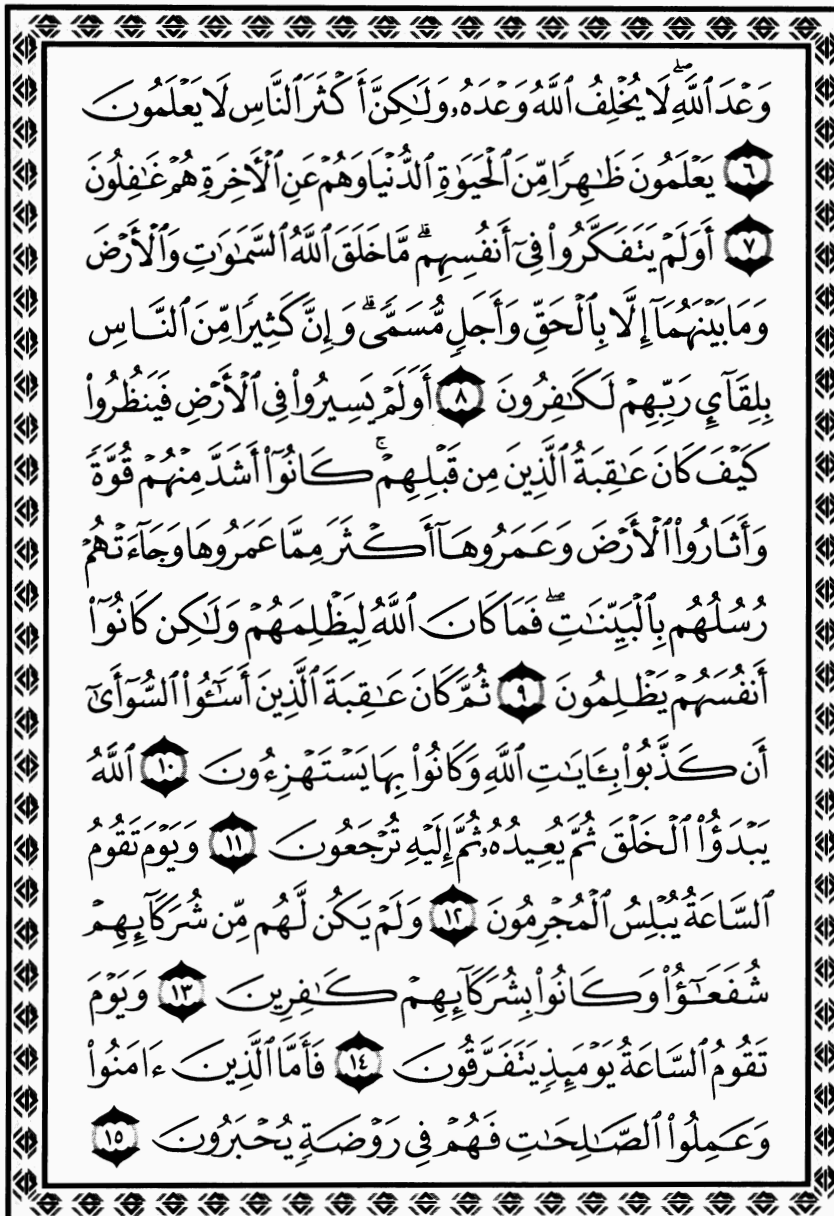 وَعْدَ ٱللَّهِۖ لَا يُخْلِفُ ٱللَّهُ وَعْدَهُۥ وَلَٰكِنَّ أَكْثَرَ ٱلنَّاسِ لَا يَعْلَمُونَ
٦ يَعْلَمُونَ ظَٰهِرًا مِّنَ ٱلْحَيَوٰةِ ٱلدُّنْيَا وَهُمْ عَنِ ٱلْءَاخِرَةِ هُمْ غَٰفِلُونَ
٧ أَوَلَمْ يَتَفَكَّرُوا۟ فِىٓ أَنفُسِهِمۗ مَّا خَلَقَ ٱللَّهُ ٱلسَّمَٰوَٰتِ وَٱلْأَرْضَ
وَمَا بَيْنَهُمَآ إِلَّا بِٱلْحَقِّ وَأَجَلٍ مُّسَمًّىۗ وَإِنَّ كَثِيرًا مِّنَ ٱلنَّاسِ
بِلِقَآئِ رَبِّهِمْ لَكَٰفِرُونَ ٨ أَوَلَمْ يَسِيرُوا۟ فِى ٱلْأَرْضِ فَيَنظُرُوا۟
كَيْفَ كَانَ عَٰقِبَةُ ٱلَّذِينَ مِن قَبْلِهِمْۚ كَانُوٓا۟ أَشَدَّ مِنْهُمْ قُوَّةً
وَأَثَارُوا۟ ٱلْأَرْضَ وَعَمَرُوهَآ أَكْثَرَ مِمَّا عَمَرُوهَا وَجَآءَتْهُمْ
رُسُلُهُم بِٱلْبَيِّنَٰتِۖ فَمَا كَانَ ٱللَّهُ لِيَظْلِمَهُمْ وَلَٰكِن كَانُوٓا۟
أَنفُسَهُمْ يَظْلِمُونَ ٩ ثُمَّ كَانَ عَٰقِبَةَ ٱلَّذِينَ أَسَٰٓـُٔوا۟ ٱلسُّوٓأَىٰٓ
أَن كَذَّبُوا۟ بِـَٔايَٰتِ ٱللَّهِ وَكَانُوا۟ بِهَا يَسْتَهْزِءُونَ ١٠ ٱللَّهُ
يَبْدَؤُا۟ ٱلْخَلْقَ ثُمَّ يُعِيدُهُۥ ثُمَّ إِلَيْهِ تُرْجَعُونَ ١١ وَيَوْمَ تَقُومُ
ٱلسَّاعَةُ يُبْلِسُ ٱلْمُجْرِمُونَ ١٢ وَلَمْ يَكُن لَّهُم مِّن شُرَكَآئِهِمْ
شُفَعَٰٓؤُا۟ وَكَانُوا۟ بِشُرَكَآئِهِمْ كَٰفِرِينَ ١٣ وَيَوْمَ
تَقُومُ ٱلسَّاعَةُ يَوْمَئِذٍ يَتَفَرَّقُونَ ١٤ فَأَمَّا ٱلَّذِينَ ءَامَنُوا۟
وَعَمِلُوا۟ ٱلصَّٰلِحَٰتِ فَهُمْ فِى رَوْضَةٍ يُحْبَرُونَ ١٥